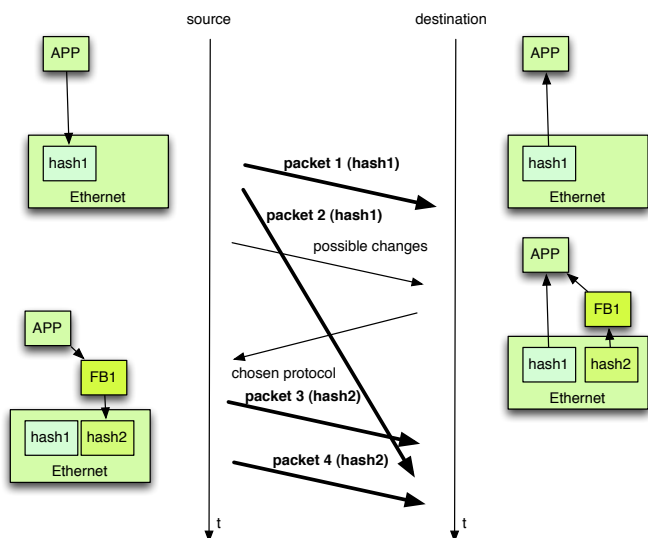 source
destination
APP
APP
hash1
Ethernet
packet 1 (hash1)
packet 2 (hash1)
hash1
Ethernet
possible changes
APP
FB1
hash1
hash2
Ethernet
APP
FB1
hash1
hash2
Ethernet
chosen protocol
packet 3 (hash2)
packet 4 (hash2)
t
t